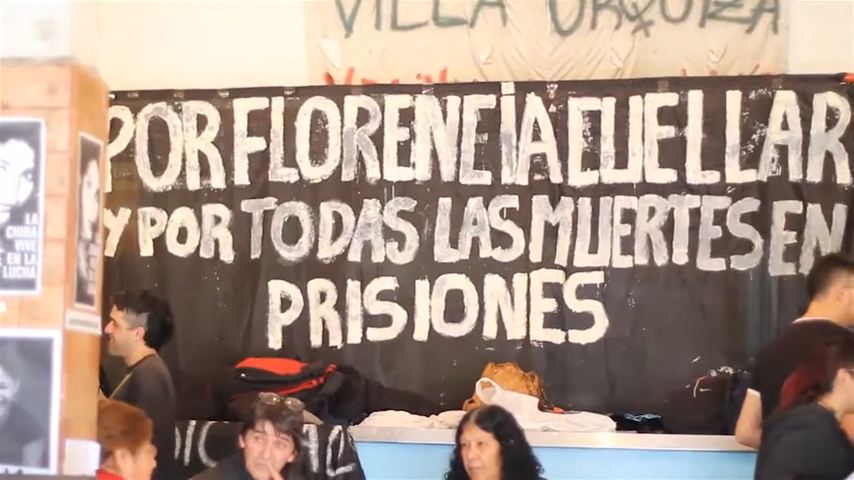 VILLA URQUIZA
POR FLORENCIA CUELLAR
Y POR TODAS LAS MUERTES EN
PRISIONES
LA
CHINA
VIVE
EN LA
LUCHA